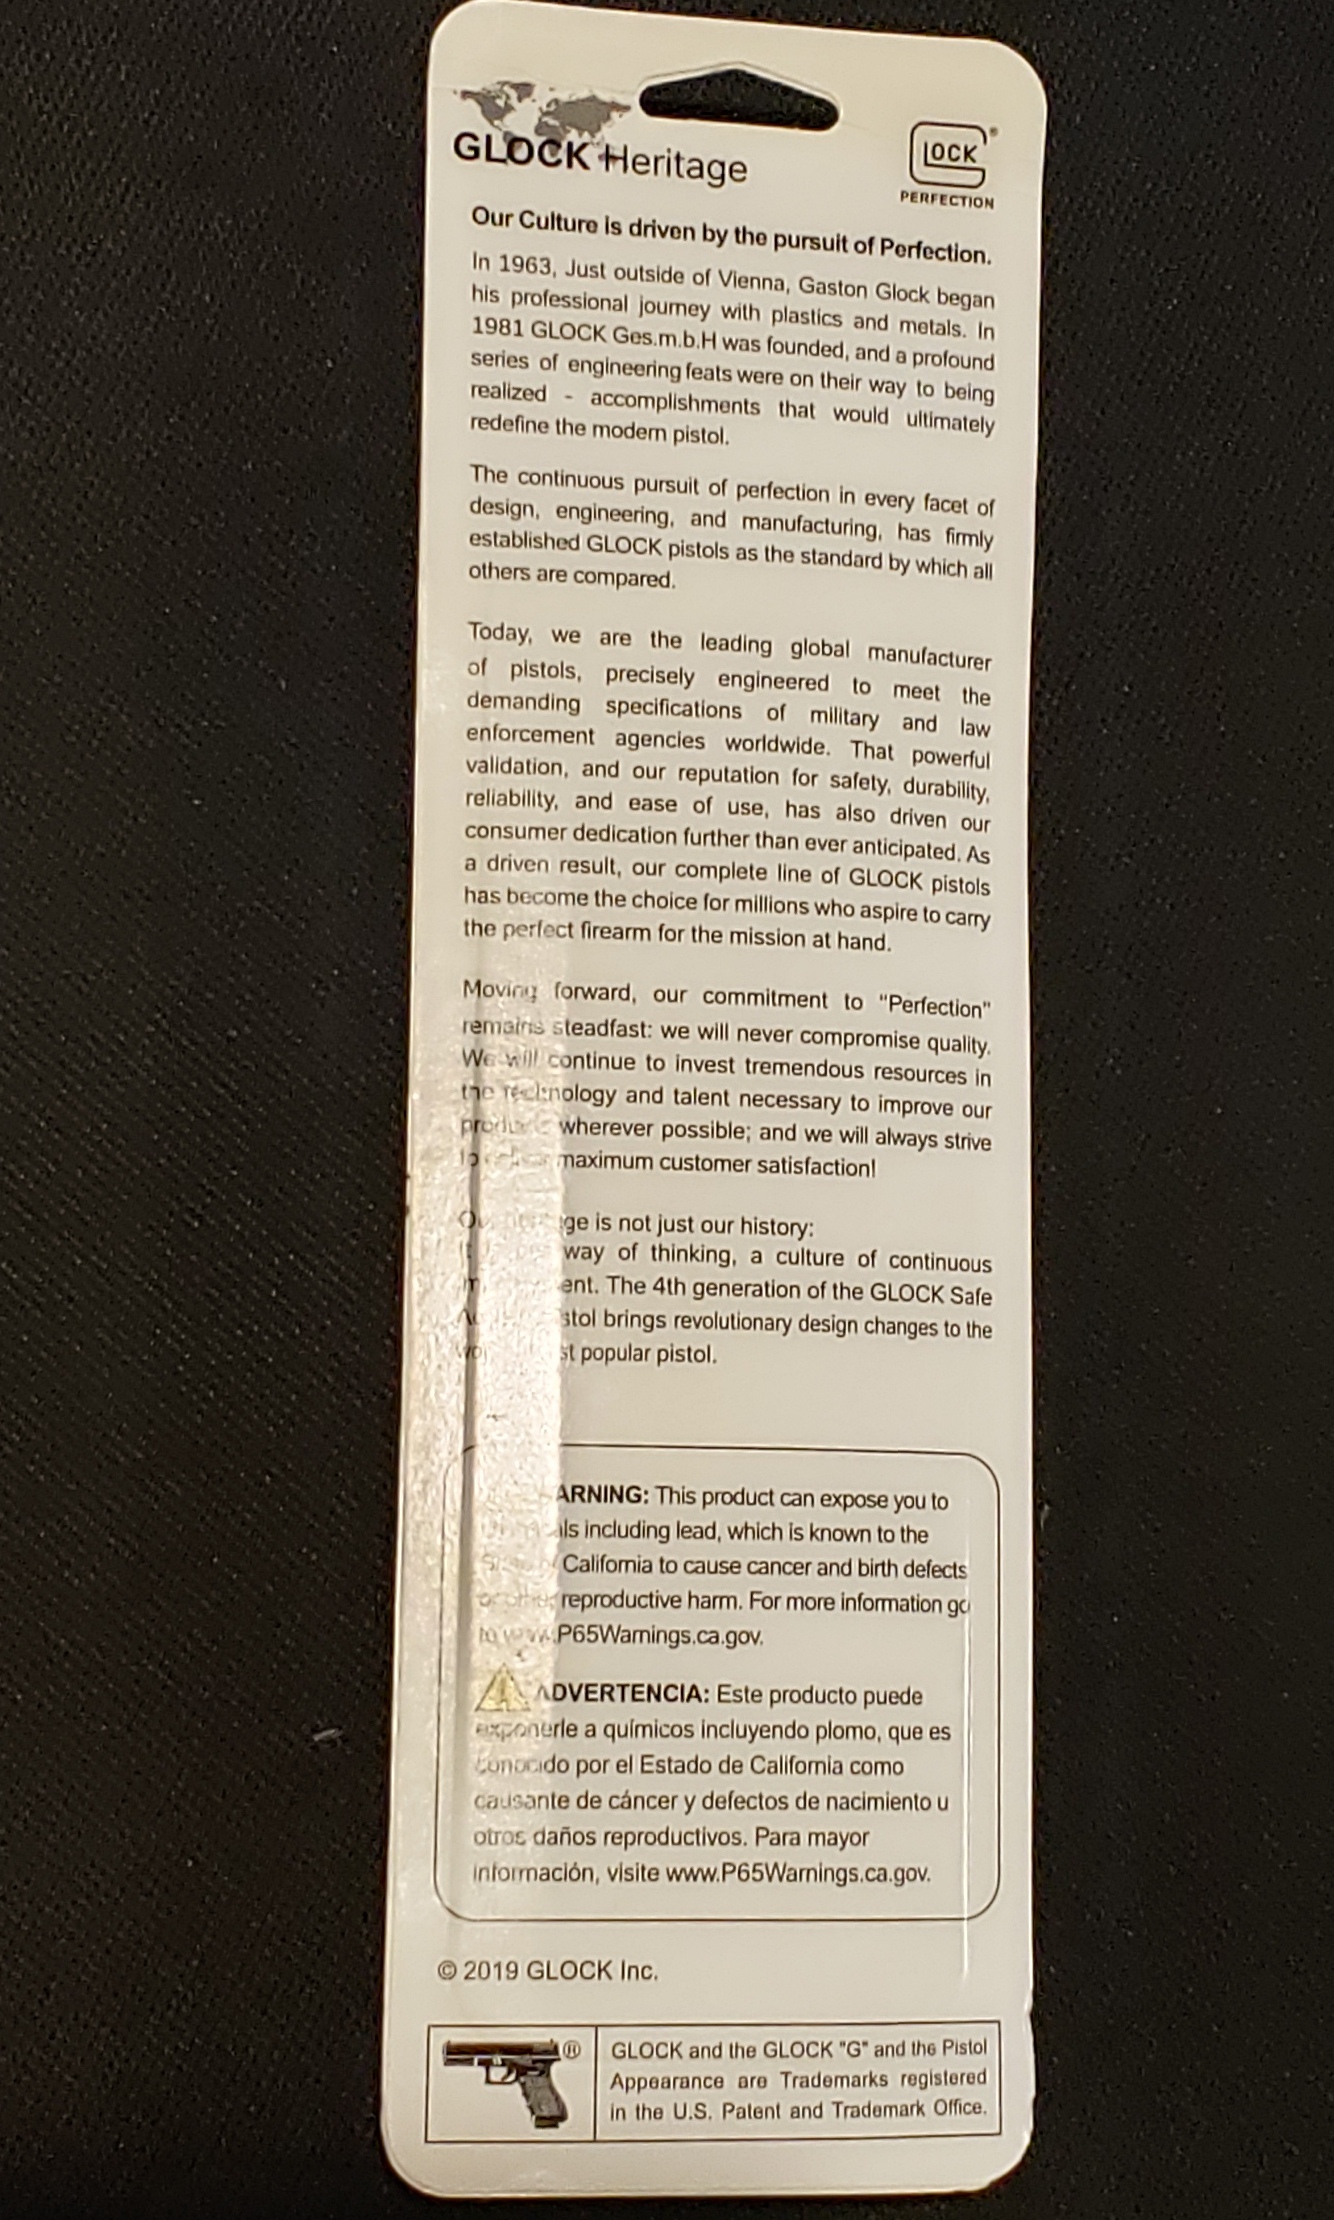 GLOCK Heritage
LOCK ®
PERFECTION
Our Culture is driven by the pursuit of Perfection.
In 1963, Just outside of Vienna, Gaston Glock began
his professional journey with plastics and metals. In
1981 GLOCK Ges.m.b.H was founded, and a profound
series of engineering feats were on their way to being
realized - accomplishments that would ultimately
redefine the modern pistol.
The continuous pursuit of perfection in every facet of
design, engineering, and manufacturing, has firmly
established GLOCK pistols as the standard by which all
others are compared.
Today, we are the leading global manufacturer
of pistols, precisely engineered to meet the
demanding specifications of military and law
enforcement agencies worldwide. That powerful
validation, and our reputation for safety, durability,
reliability, and ease of use, has also driven our
consumer dedication further than ever anticipated. As
a driven result, our complete line of GLOCK pistols
has become the choice for millions who aspire to carry
the perfect firearm for the mission at hand.
Moving forward, our commitment to "Perfection"
remains steadfast: we will never compromise quality.
We will continue to invest tremendous resources in
the technology and talent necessary to improve our
wherever possible; and we will always strive
maximum customer satisfaction!
is not just our history:
way of thinking, a culture of continuous
The 4th generation of the GLOCK Safe
brings revolutionary design changes to the
popular pistol.
This product can expose you to
including lead, which is known to the
California to cause cancer and birth defects
reproductive harm. For more information go
to www.P65Warnings.ca.gov.
ADVERTENCIA: Este producto puede
exponerle a químicos incluyendo plomo, que es
conocido por el Estado de California como
causante de cáncer y defectos de nacimiento u
otros daños reproductivos. Para mayor
información, visite www.P65Warnings.ca.gov.
© 2019 GLOCK Inc.
®
GLOCK and the GLOCK "G" and the Pistol
Appearance are Trademarks registered
in the U.S. Patent and Trademark Office.